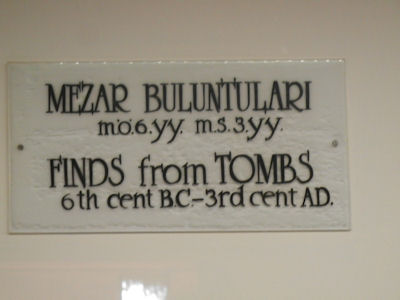 MEZAR BULUNTULARI
m.ö.6.yy. m.s.3.yy.
FINDS from TOMBS
6th cent B.C.-3rd cent AD.